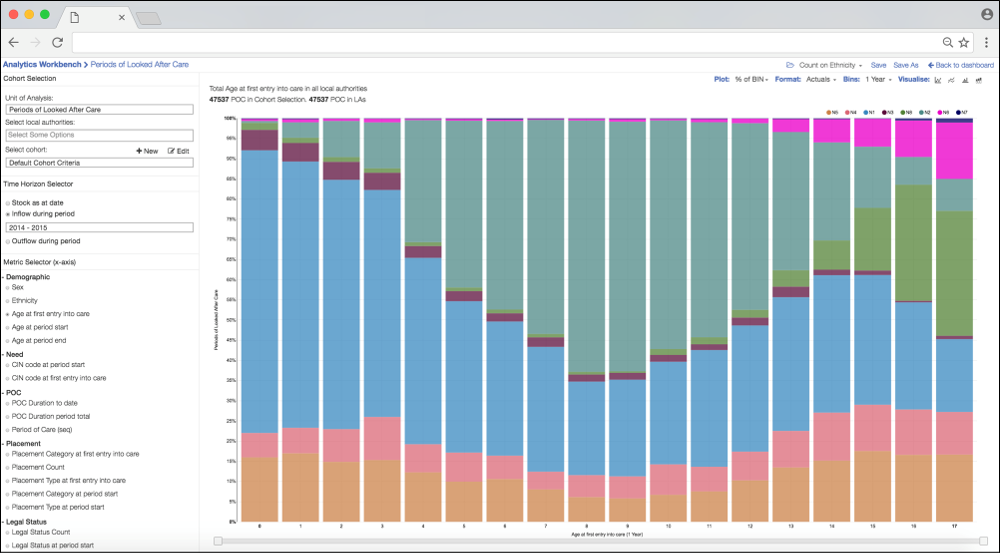 Analytics Workbench > Periods of Looked After Care
Count on Ethnicity Save Save As Back to dashboard
Cohort Selection
Unit of Analysis:
Periods of Looked After Care
Select local authorities:
Select Some Options
Select cohort: + New Edit
Default Cohort Criteria
Time Horizon Selector
Stock as at date
Inflow during period
2014 - 2015
Outflow during period
Metric Selector (x-axis)
- Demographic
Sex
Ethnicity
Age at first entry into care
Age at period start
Age at period end
- Need
CIN code at period start
CIN code at first entry into care
- POC
POC Duration to date
POC Duration period total
Period of Care (seq)
- Placement
Placement Category at first entry into care
Placement Count
Placement Type at first entry into care
Placement Category at period start
Placement Type at period start
- Legal Status
Legal Status Count
Legal Status at period start
Plot: % of BIN Format: Actuals Bins: 1 Year Visualise:
Total Age at first entry into care in all local authorities
47537 POC in Cohort Selection. 47537 POC in LAs
N4 N1 N2 N7
100%
95%
90%
85%
80%
75%
70%
65%
60%
55%
50%
45%
40%
35%
30%
25%
20%
15%
10%
5%
0%
Periods of Looked After Care
0 1 2 3 4 5 6 7 8 9 10 11 12 13 14 15 16 17
Age at first entry into care (1 Year)